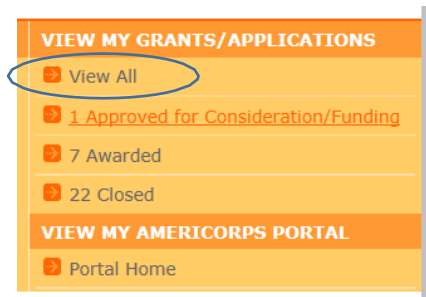 VIEW MY GRANTS/APPLICATIONS
View All
1 Approved for Consideration/Funding
7 Awarded
22 Closed
VIEW MY AMERICORPS PORTAL
Portal Home